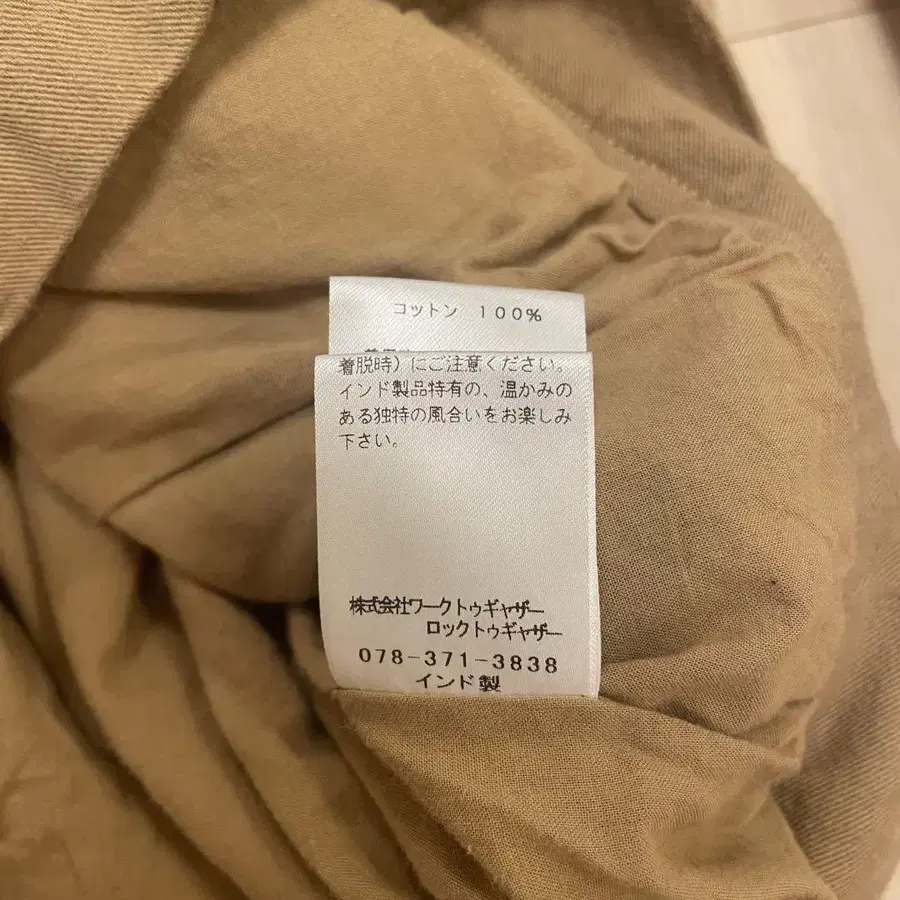 コットン 100%
着脱時)にご注意ください。
インド製品特有の、温かみの
ある独特の風合いをお楽しみ
下さい。
株式会社ワークトゥギャザー
ロックトゥギャザー
078-371-3838
インド製